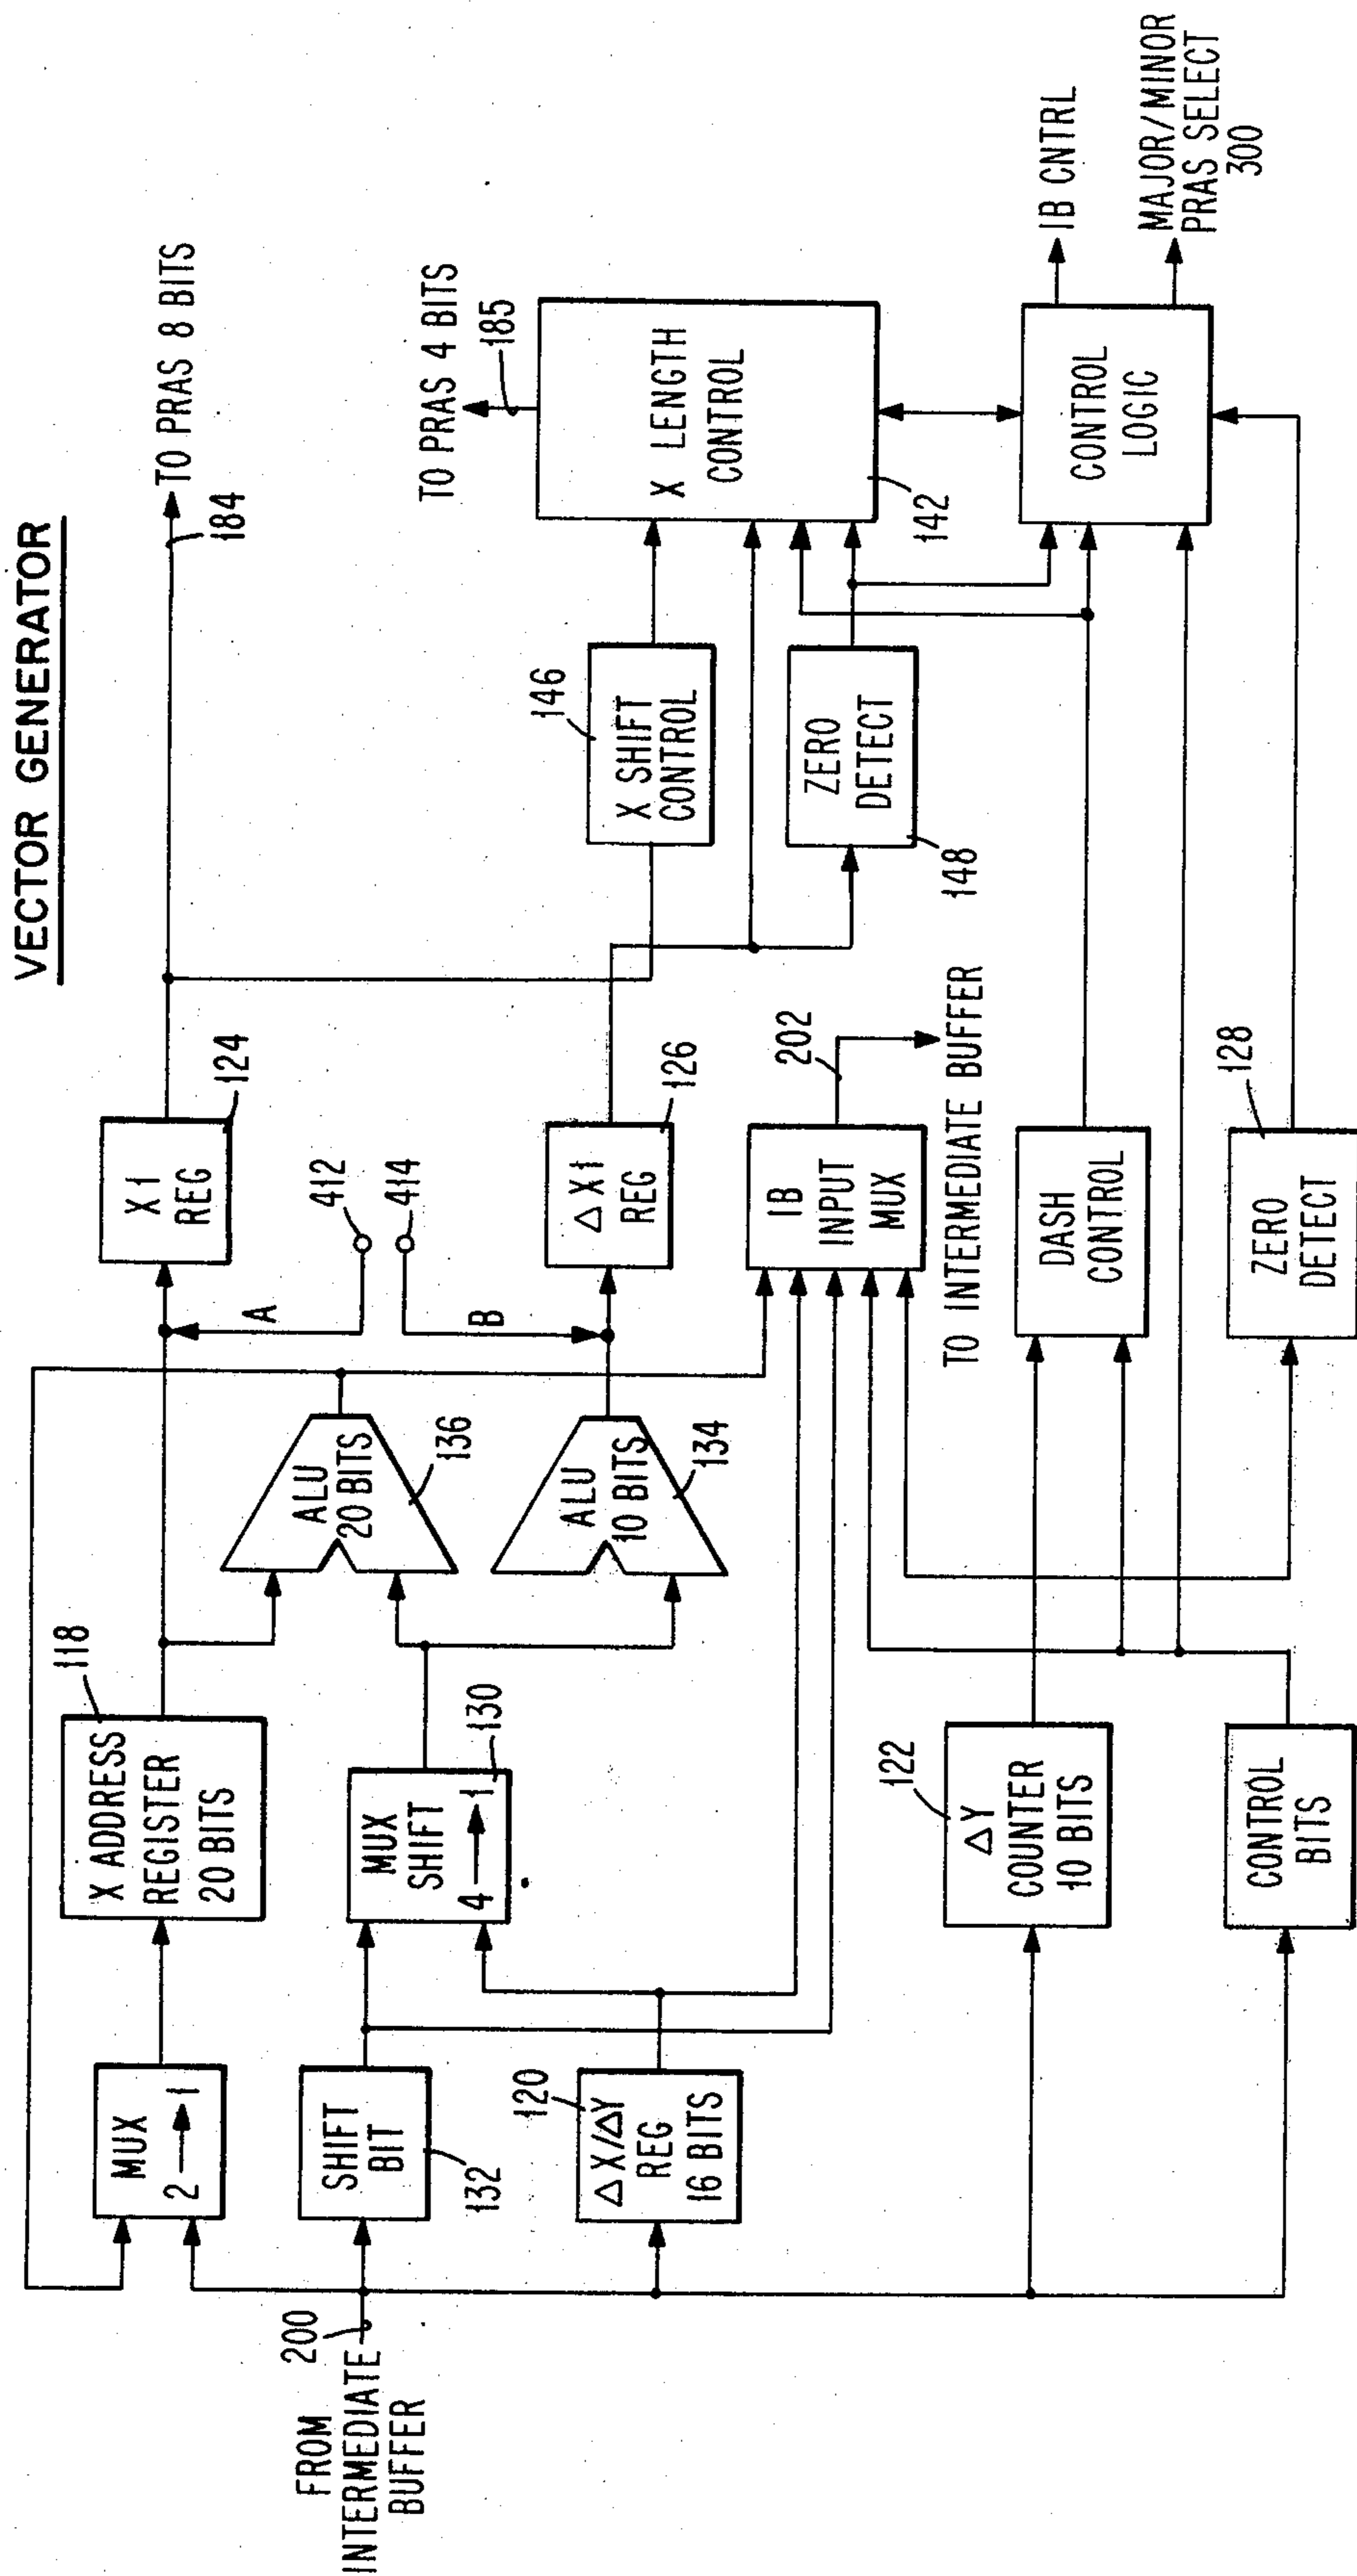 VECTOR GENERATOR
FROM
INTERMEDIATE
BUFFER
200
MUX
2 → 1
SHIFT
BIT
132
120
ΔX/ΔY
REG
16 BITS
118
X ADDRESS
REGISTER
20 BITS
MUX
SHIFT
4 → 1
130
122
ΔY
COUNTER
10 BITS
CONTROL
BITS
ALU
20 BITS
136
ALU
10 BITS
134
A
B
412
414
X1
REG
124
ΔX1
REG
126
IB
INPUT
MUX
202
TO INTERMEDIATE BUFFER
DASH
CONTROL
ZERO
DETECT
128
146
X SHIFT
CONTROL
ZERO
DETECT
148
184
TO PRAS 8 BITS
TO PRAS 4 BITS
185
X LENGTH
CONTROL
142
CONTROL
LOGIC
IB CNTRL
MAJOR/MINOR
PRAS SELECT
300